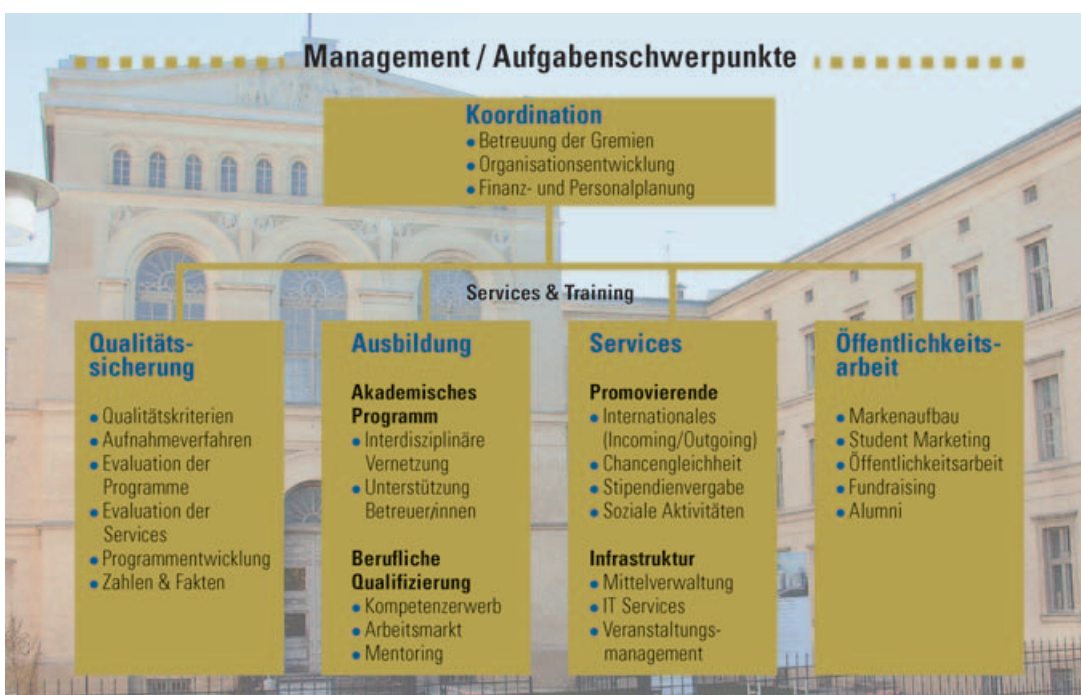 Management / Aufgabenschwerpunkte
Koordination
• Betreuung der Gremien
• Organisationsentwicklung
• Finanz- und Personalplanung
Services & Training
Qualitäts-
sicherung
• Qualitätskriterien
• Aufnahmeverfahren
• Evaluation der
Programme
• Evaluation der
Services
• Programmentwicklung
• Zahlen & Fakten
Ausbildung
Akademisches
Programm
• Interdisziplinäre
Vernetzung
• Unterstützung
Betreuer/innen
Berufliche
Qualifizierung
• Kompetenzerwerb
• Arbeitsmarkt
• Mentoring
Services
Promovierende
• Internationales
(Incoming/Outgoing)
• Chancengleichheit
• Stipendienvergabe
• Soziale Aktivitäten
Infrastruktur
• Mittelverwaltung
• IT Services
• Veranstaltungs-
management
Öffentlichkeits-
arbeit
• Markenaufbau
• Student Marketing
• Öffentlichkeitsarbeit
• Fundraising
• Alumni